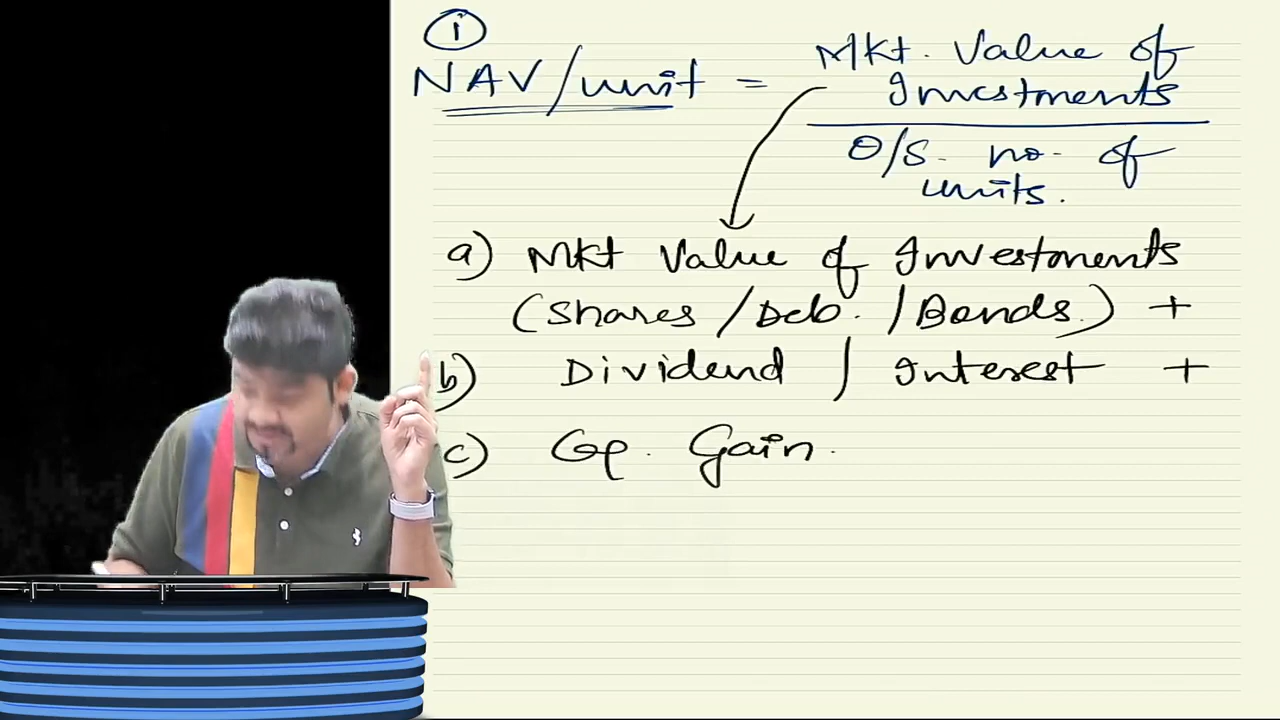 ①
NAV/unit = Mkt. Value of
Investments
O/S. no. of
units.
a) Mkt Value of Investments
(Shares /Deb. /Bonds.) +
b) Dividend / Interest +
c) Cap. Gain.